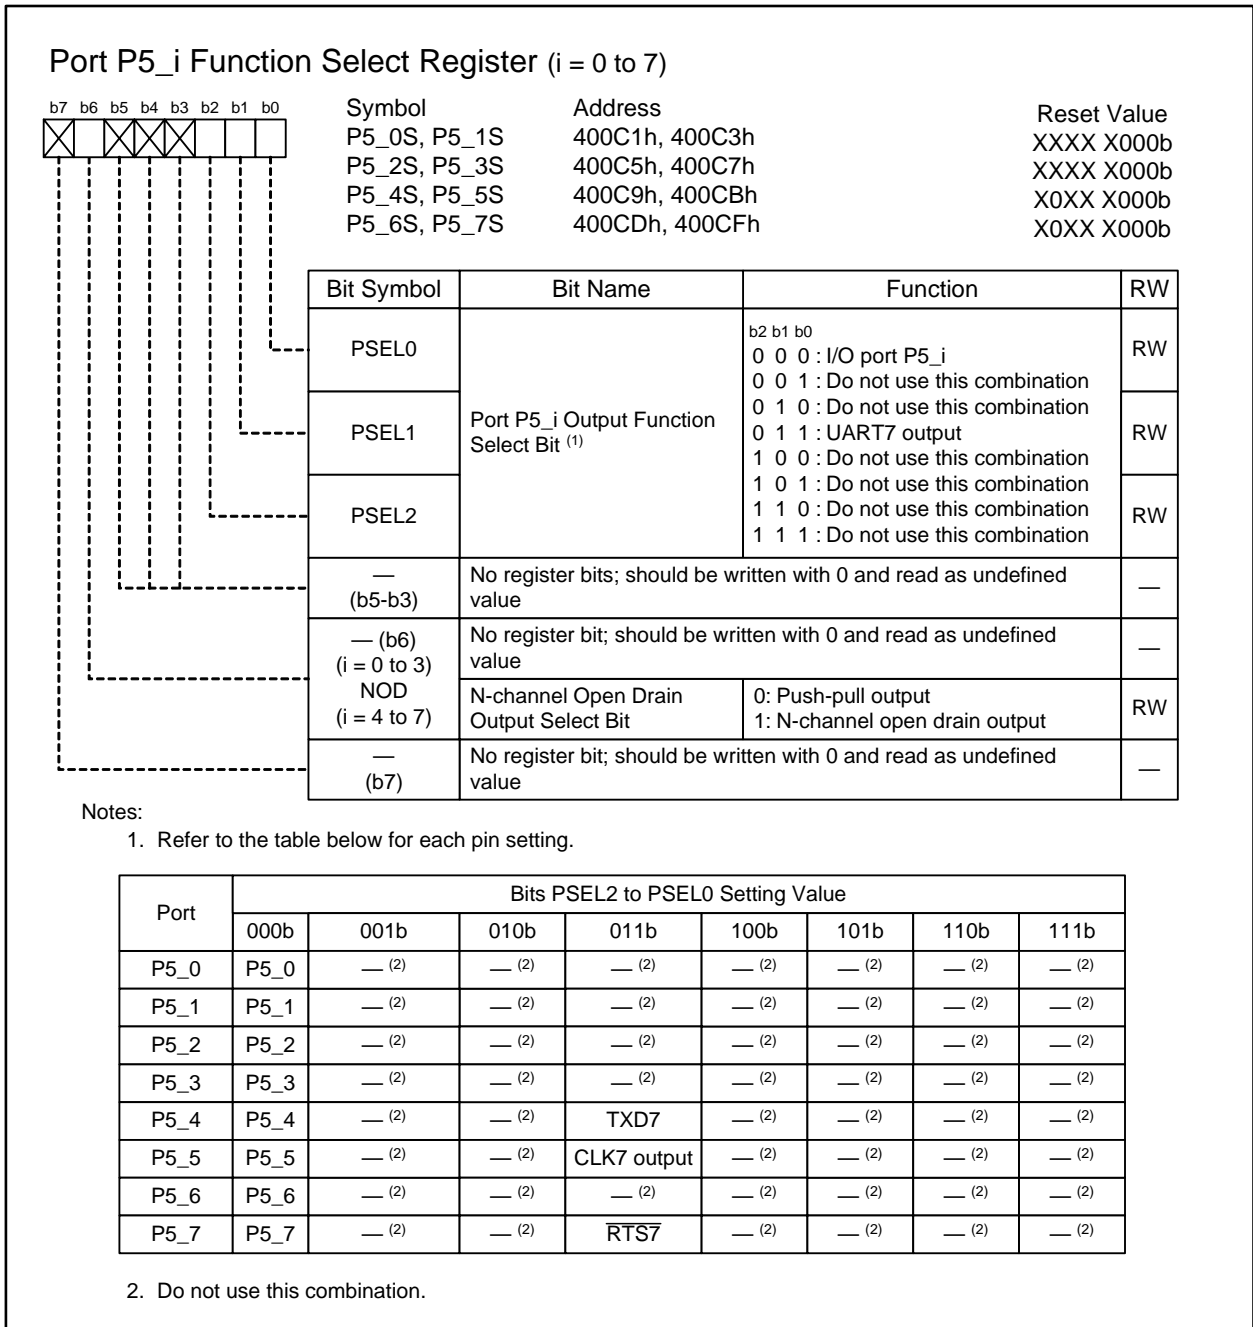 Port P5_i Function Select Register (i = 0 to 7)
b7 b6 b5 b4 b3 b2 b1 b0
Symbol Address Reset Value
P5_0S, P5_1S 400C1h, 400C3h XXXX X000b
P5_2S, P5_3S 400C5h, 400C7h XXXX X000b
P5_4S, P5_5S 400C9h, 400CBh X0XX X000b
P5_6S, P5_7S 400CDh, 400CFh X0XX X000b
Bit Symbol Bit Name Function RW
PSEL0 RW
PSEL1 RW
PSEL2 RW
Port P5_i Output Function
Select Bit (1)
b2 b1 b0
0 0 0 : I/O port P5_i
0 0 1 : Do not use this combination
0 1 0 : Do not use this combination
0 1 1 : UART7 output
1 0 0 : Do not use this combination
1 0 1 : Do not use this combination
1 1 0 : Do not use this combination
1 1 1 : Do not use this combination
—
(b5-b3)
No register bits; should be written with 0 and read as undefined
value
—
— (b6)
(i = 0 to 3)
No register bit; should be written with 0 and read as undefined
value
—
NOD
(i = 4 to 7)
N-channel Open Drain
Output Select Bit
0: Push-pull output
1: N-channel open drain output
RW
—
(b7)
No register bit; should be written with 0 and read as undefined
value
—
Notes:
1. Refer to the table below for each pin setting.
Port Bits PSEL2 to PSEL0 Setting Value
000b 001b 010b 011b 100b 101b 110b 111b
P5_0 P5_0 — (2) — (2) — (2) — (2) — (2) — (2) — (2)
P5_1 P5_1 — (2) — (2) — (2) — (2) — (2) — (2) — (2)
P5_2 P5_2 — (2) — (2) — (2) — (2) — (2) — (2) — (2)
P5_3 P5_3 — (2) — (2) — (2) — (2) — (2) — (2) — (2)
P5_4 P5_4 — (2) — (2) TXD7 — (2) — (2) — (2) — (2)
P5_5 P5_5 — (2) — (2) CLK7 output — (2) — (2) — (2) — (2)
P5_6 P5_6 — (2) — (2) — (2) — (2) — (2) — (2) — (2)
P5_7 P5_7 — (2) — (2) R̅T̅S̅7̅ — (2) — (2) — (2) — (2)
2. Do not use this combination.